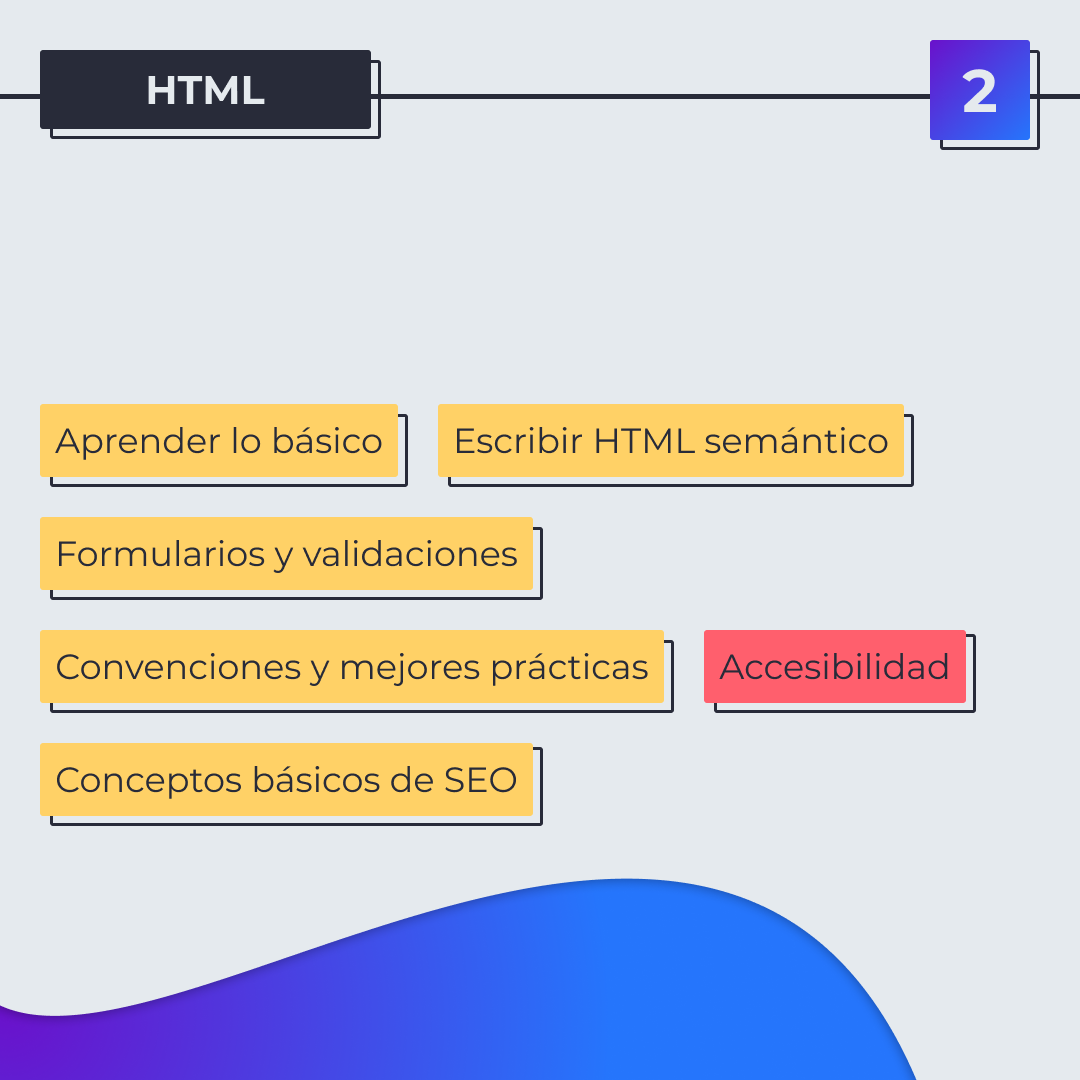 HTML
2
Aprender lo básico
Escribir HTML semántico
Formularios y validaciones
Convenciones y mejores prácticas
Accesibilidad
Conceptos básicos de SEO